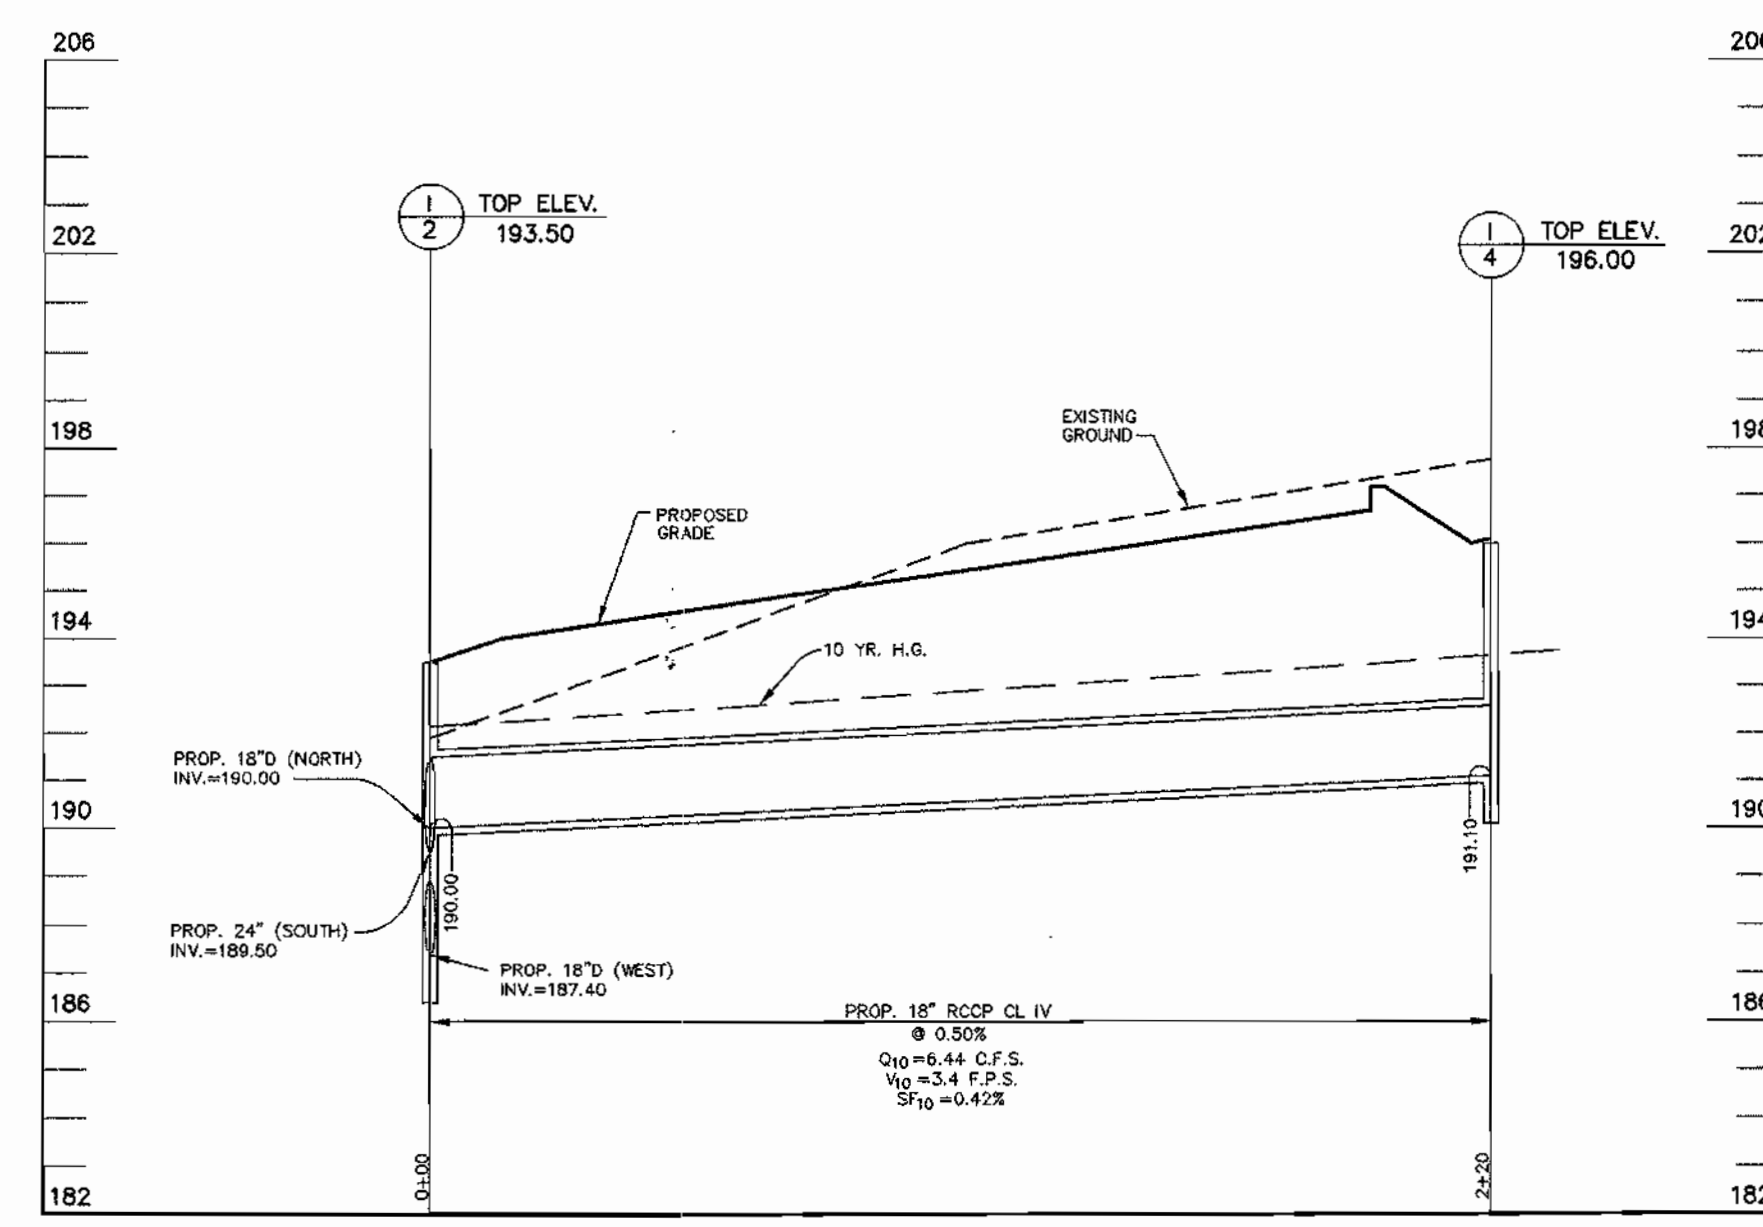 206
202
198
194
190
186
182
I
2
TOP ELEV.
193.50
I
4
TOP ELEV.
196.00
EXISTING
GROUND
PROPOSED
GRADE
10 YR. H.G.
PROP. 18"D (NORTH)
INV.=190.00
190.00
191.10
PROP. 24" (SOUTH)
INV.=189.50
PROP. 18"D (WEST)
INV.=187.40
PROP. 18" RCCP CL IV
@ 0.50%
Q10=6.44 C.F.S.
V10=3.4 F.P.S.
SF10=0.42%
0+00
2+20
202
198
194
190
186
182